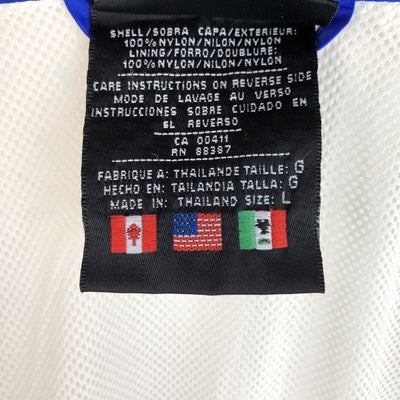 SHELL/SOBRA CAPA/EXTERIEUR:
100% NYLON/NILON/NYLON
LINING/FORRO/DOUBLURE:
100% NYLON/NILON/NYLON
CARE INSTRUCTIONS ON REVERSE SIDE
MODE DE LAVAGE AU VERSO
INSTRUCCIONES SOBRE CUIDADO EN
EL REVERSO
CA 00411
RN 88387
FABRIQUE A: THAILANDE TAILLE: G
HECHO EN: TAILANDIA TALLA: G
MADE IN: THAILAND SIZE: L